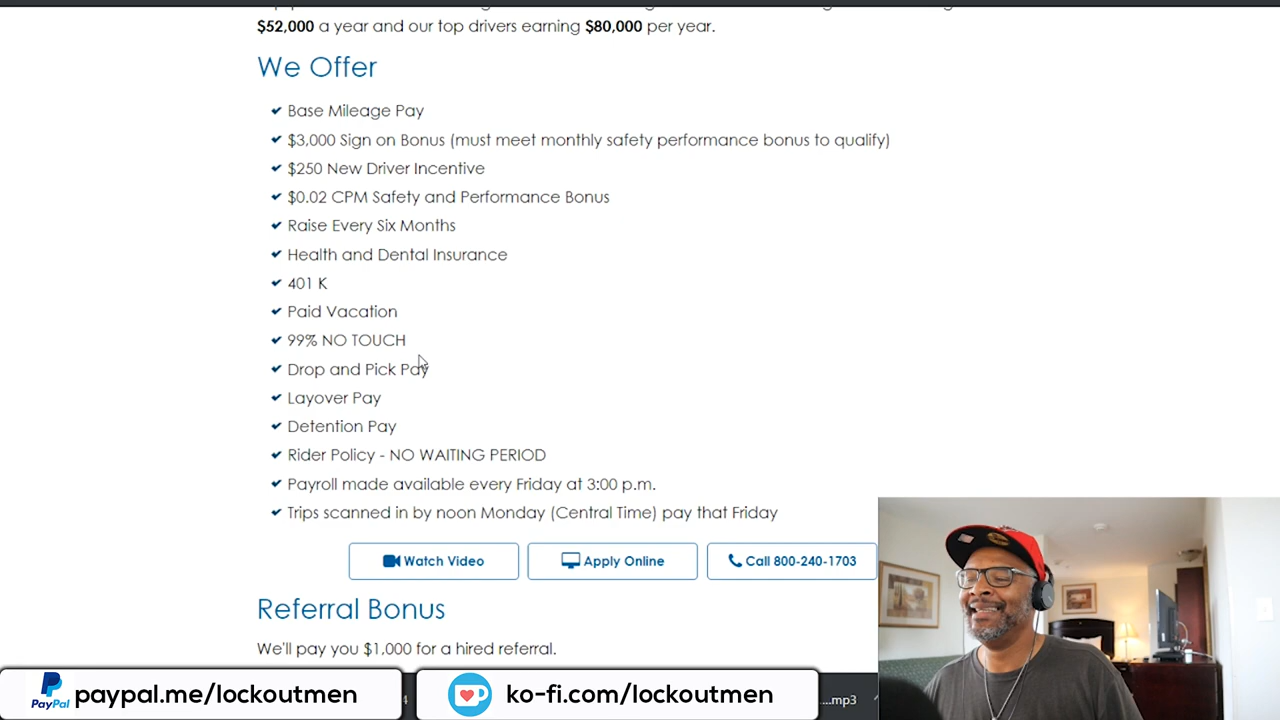 $52,000 a year and our top drivers earning $80,000 per year.
We Offer
Base Mileage Pay
$3,000 Sign on Bonus (must meet monthly safety performance bonus to qualify)
$250 New Driver Incentive
$0.02 CPM Safety and Performance Bonus
Raise Every Six Months
Health and Dental Insurance
401 K
Paid Vacation
99% NO TOUCH
Drop and Pick Pay
Layover Pay
Detention Pay
Rider Policy - NO WAITING PERIOD
Payroll made available every Friday at 3:00 p.m.
Trips scanned in by noon Monday (Central Time) pay that Friday
Watch Video Apply Online Call 800-240-1703
Referral Bonus
We'll pay you $1,000 for a hired referral.
PayPal paypal.me/lockoutmen ko-fi.com/lockoutmen ...mp3